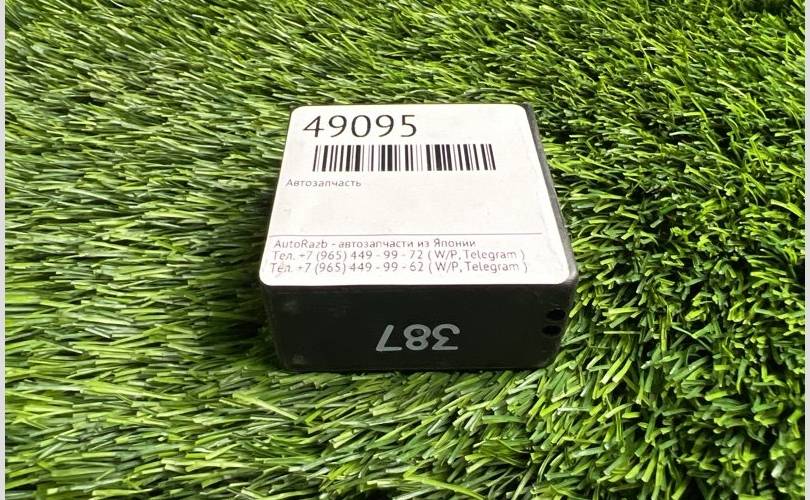 49095
Автозапчасть
AutoRazb - автозапчасти из Японии
Тел. +7 (965) 449 - 99 - 72 ( W/P, Telegram )
Тел. +7 (965) 449 - 99 - 62 ( W/P, Telegram )
387